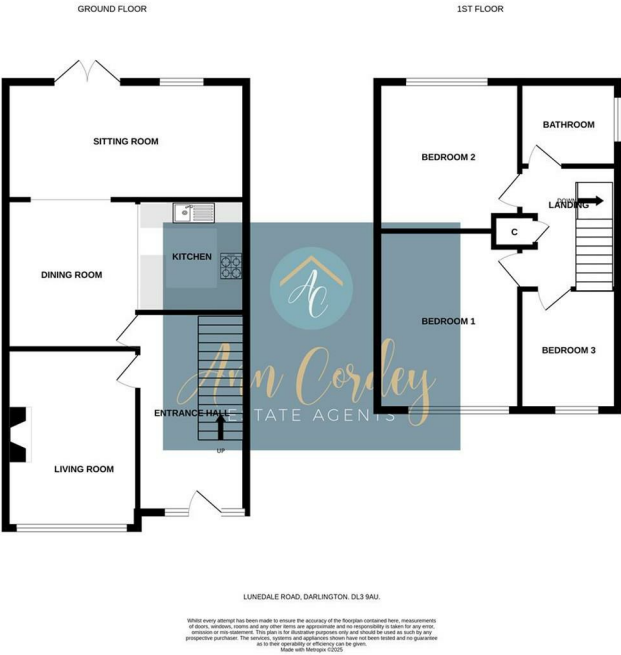 GROUND FLOOR
1ST FLOOR
SITTING ROOM
BATHROOM
BEDROOM 2
DOWN
LANDING
C
KITCHEN
DINING ROOM
AC
BEDROOM 1
BEDROOM 3
Ann Cordey
ESTATE AGENTS
ENTRANCE HALL
UP
LIVING ROOM
LUNEDALE ROAD, DARLINGTON. DL3 9AU.
Whilst every attempt has been made to ensure the accuracy of the floorplan contained here, measurements
of doors, windows, rooms and any other items are approximate and no responsibility is taken for any error,
omission or mis-statement. This plan is for illustrative purposes only and should be used as such by any
prospective purchaser. The services, systems and appliances shown have not been tested and no guarantee
as to their operability or efficiency can be given.
Made with Metropix ©2025